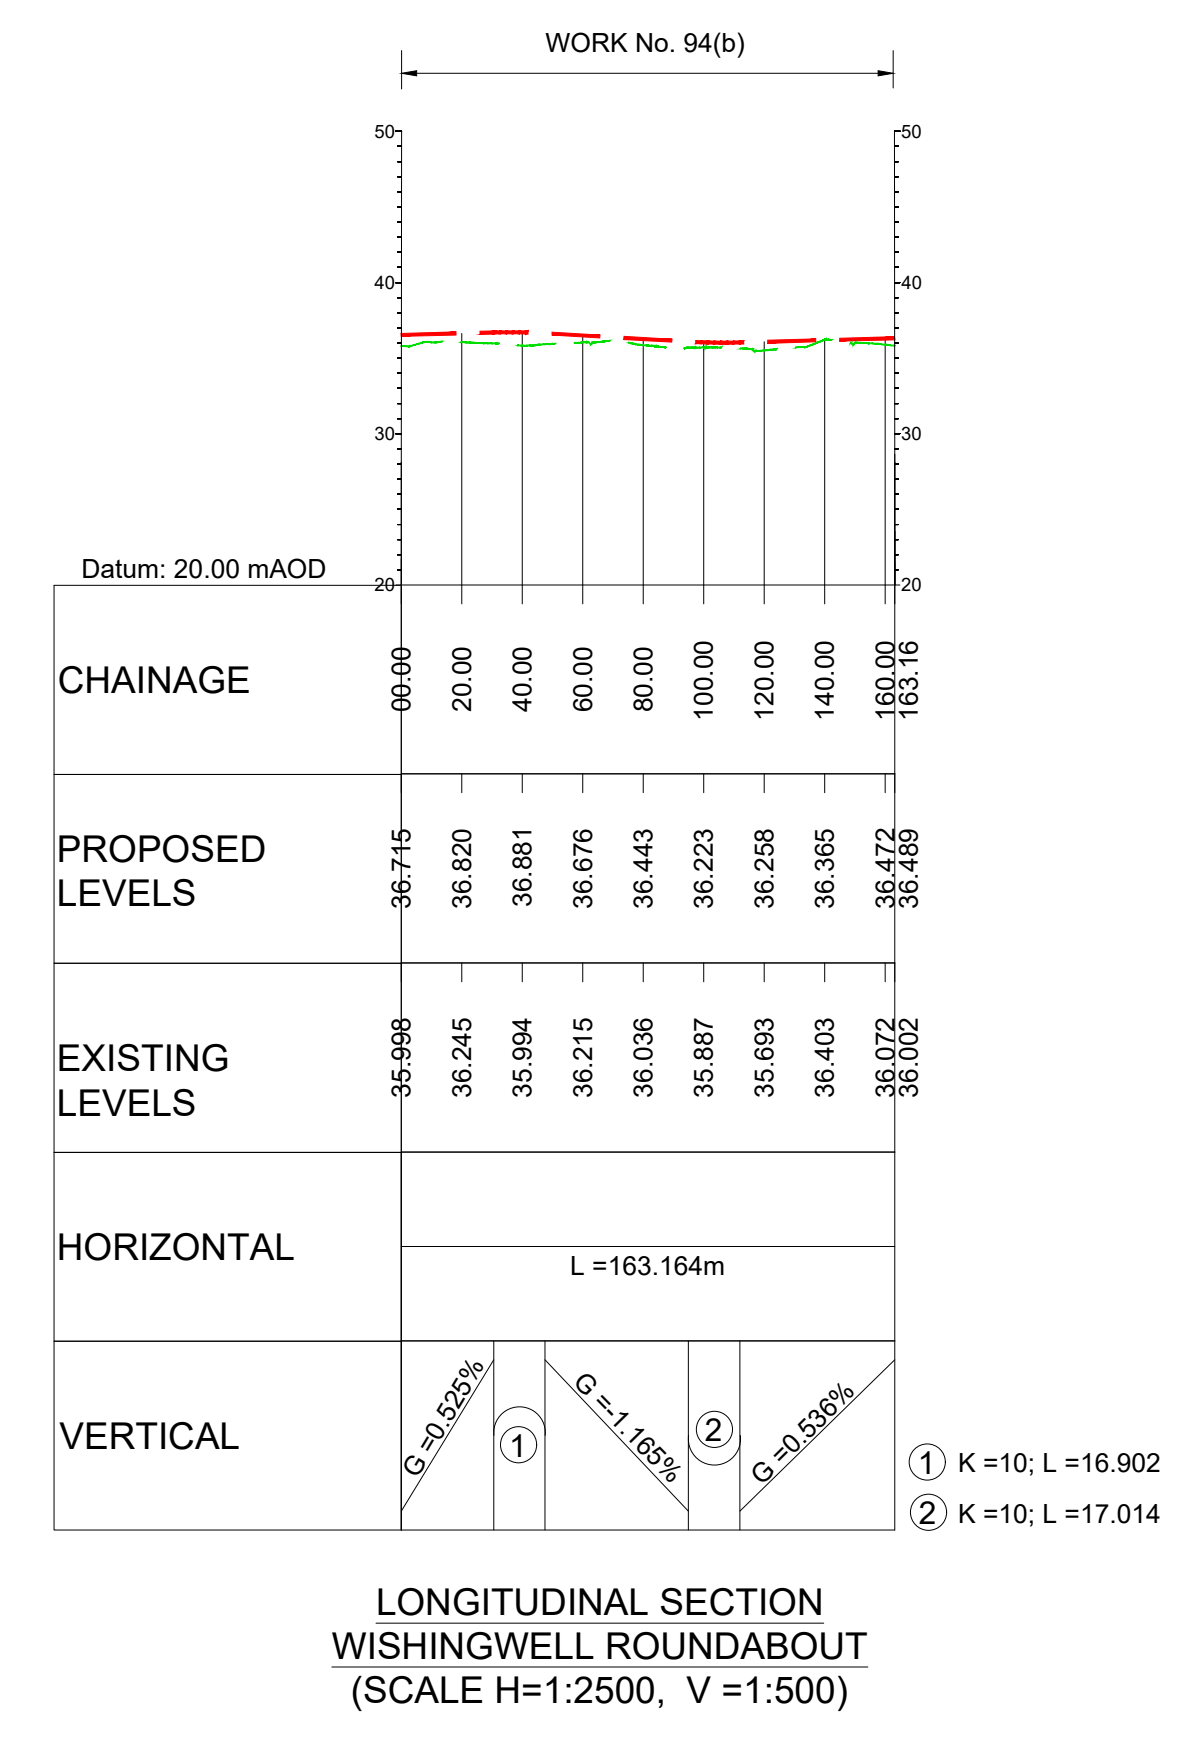 WORK No. 94(b)
50 50
40 40
30 30
Datum: 20.00 mAOD
20 20
CHAINAGE
00.00 20.00 40.00 60.00 80.00 100.00 120.00 140.00 160.00 163.16
PROPOSED
LEVELS
36.715 36.820 36.881 36.676 36.443 36.223 36.258 36.365 36.472 36.489
EXISTING
LEVELS
35.998 36.245 35.994 36.215 36.036 35.887 35.693 36.403 36.072 36.002
HORIZONTAL
L =163.164m
VERTICAL
G =0.525%
1
G =-1.165%
2
G =0.536%
1 K =10; L =16.902
2 K =10; L =17.014
LONGITUDINAL SECTION
WISHINGWELL ROUNDABOUT
(SCALE H=1:2500, V =1:500)